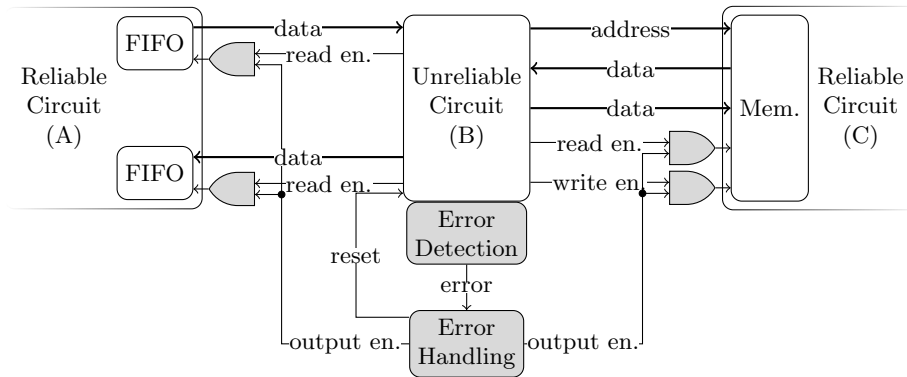 FIFO
data
read en.
Reliable
Circuit
(A)
FIFO
data
read en.
Unreliable
Circuit
(B)
address
data
data
read en.
write en.
Mem.
Reliable
Circuit
(C)
Error
Detection
reset
error
output en.
Error
Handling
output en.